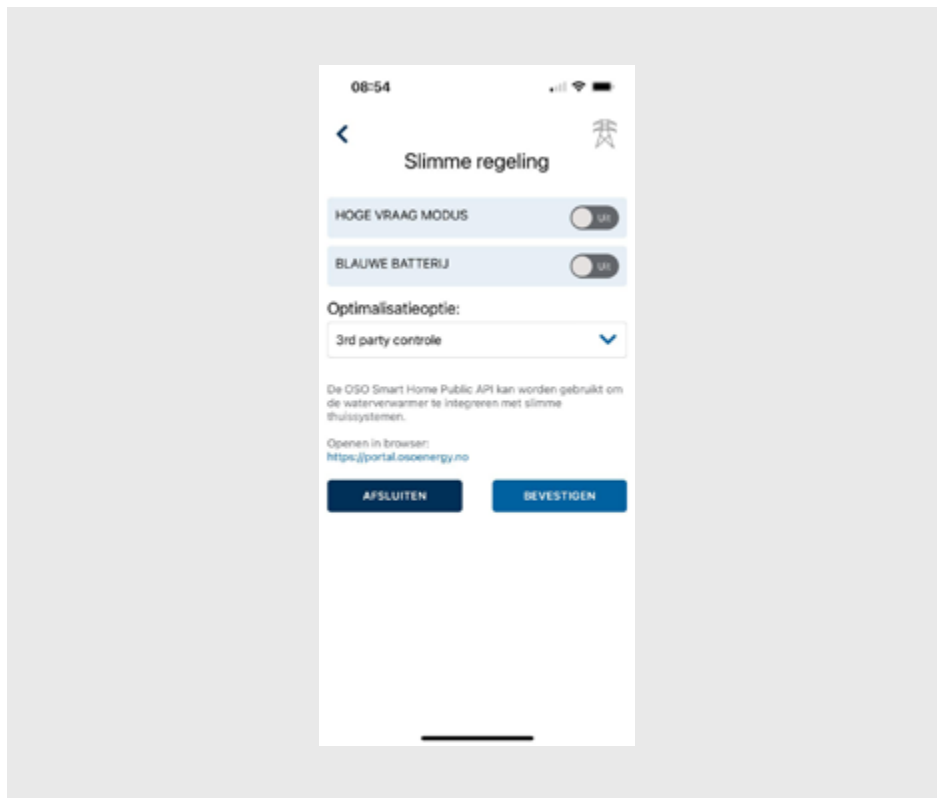 08:54
Slimme regeling
HOGE VRAAG MODUS
Uit
BLAUWE BATTERIJ
Uit
Optimalisatieoptie:
3rd party controle
De OSO Smart Home Public API kan worden gebruikt om
de waterverwarmer te integreren met slimme
thuissystemen.
Openen in browser:
https://portal.osoenergy.no
AFSLUITEN
BEVESTIGEN